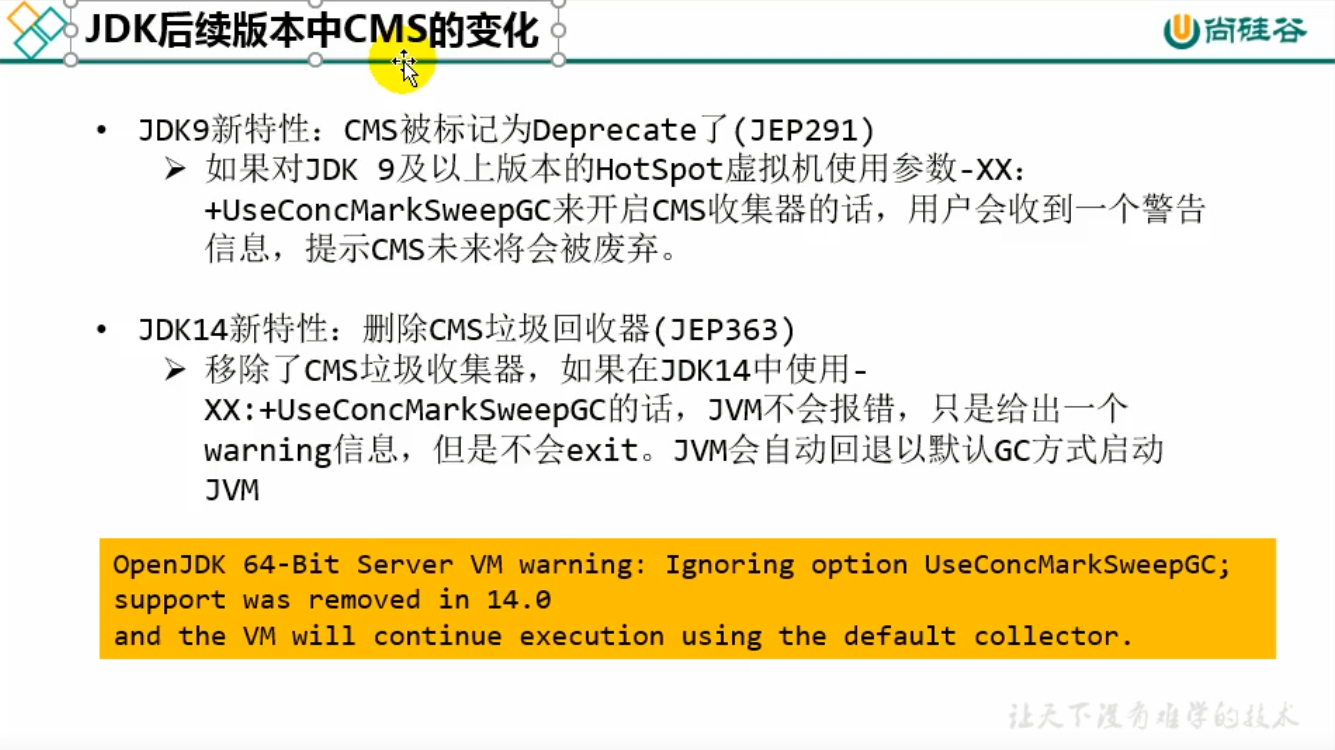 JDK后续版本中CMS的变化
尚硅谷
• JDK9新特性：CMS被标记为Deprecate了(JEP291)
➢ 如果对JDK 9及以上版本的HotSpot虚拟机使用参数-XX：
+UseConcMarkSweepGC来开启CMS收集器的话，用户会收到一个警告
信息，提示CMS未来将会被废弃。
• JDK14新特性：删除CMS垃圾回收器(JEP363)
➢ 移除了CMS垃圾收集器，如果在JDK14中使用-
XX:+UseConcMarkSweepGC的话，JVM不会报错，只是给出一个
warning信息，但是不会exit。JVM会自动回退以默认GC方式启动
JVM
OpenJDK 64-Bit Server VM warning: Ignoring option UseConcMarkSweepGC;
support was removed in 14.0
and the VM will continue execution using the default collector.
让天下没有难学的技术